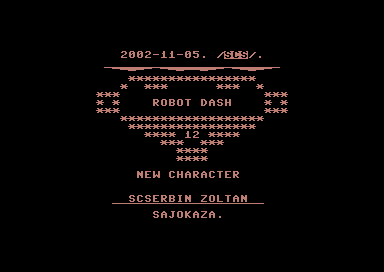 2002-11-05. /SCS/.
ROBOT DASH
12
NEW CHARACTER
SCSERBIN ZOLTAN
SAJOKAZA.